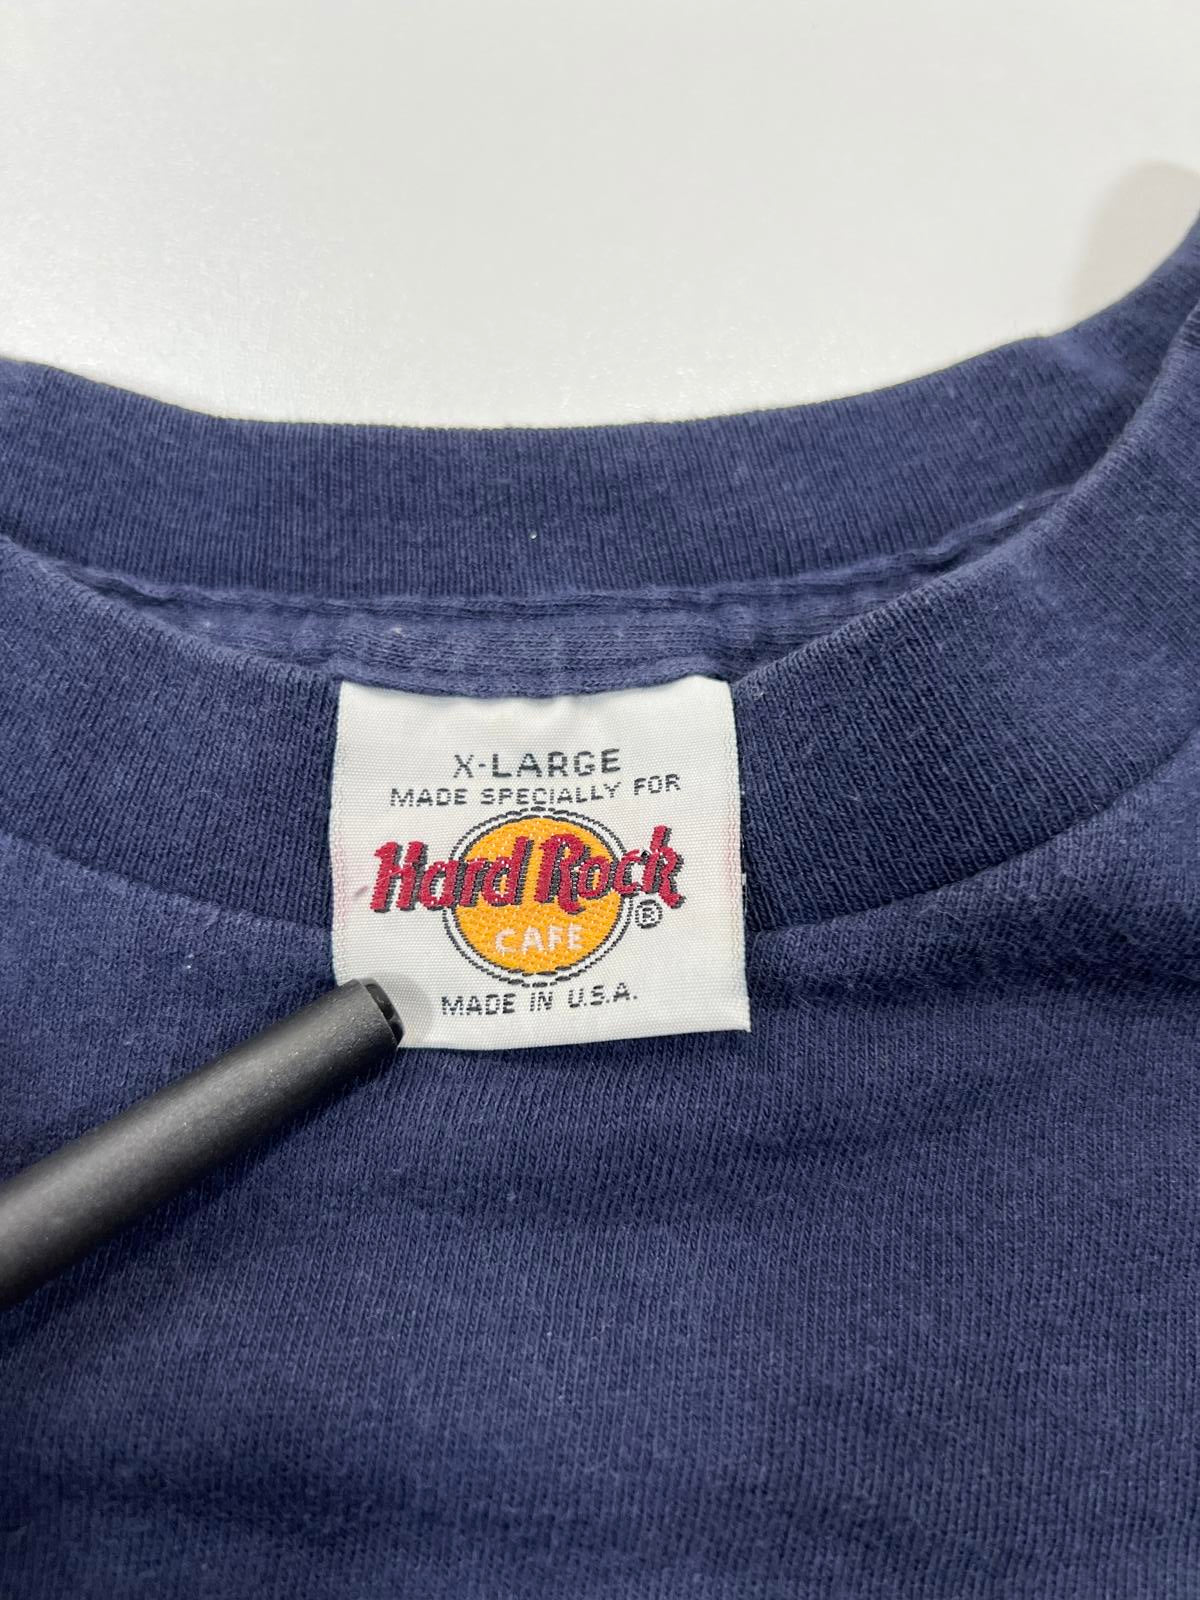 X-LARGE
MADE SPECIALLY FOR
Hard Rock
CAFE
®
MADE IN U.S.A.